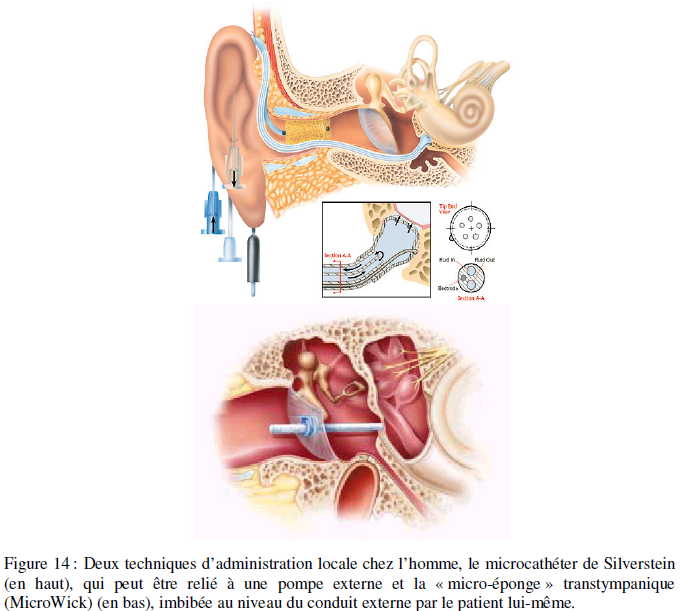 Tip End
View
Section A-A
Fluid In
Fluid Out
Electrode
Section A-A
Figure 14 : Deux techniques d’administration locale chez l’homme, le microcathéter de Silverstein
(en haut), qui peut être relié à une pompe externe et la « micro-éponge » transtympanique
(MicroWick) (en bas), imbibée au niveau du conduit externe par le patient lui-même.